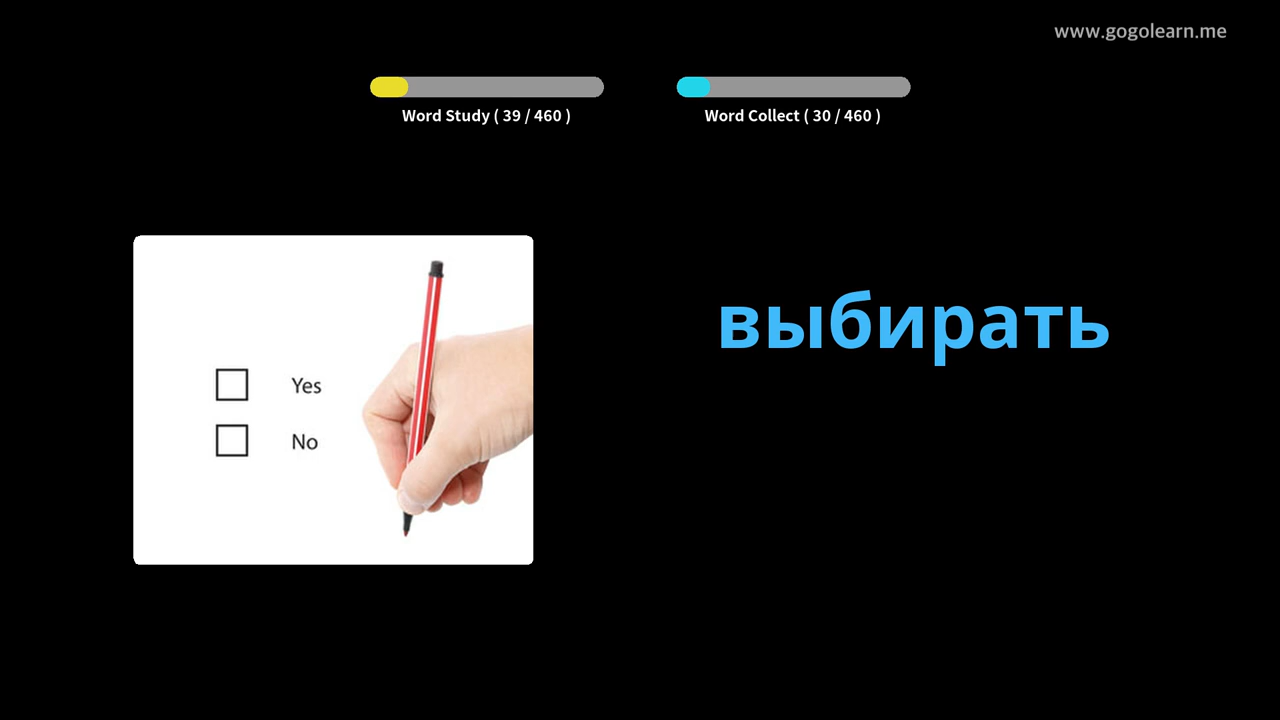 www.gogolearn.me
Word Study ( 39 / 460 )
Word Collect ( 30 / 460 )
выбирать
Yes
No